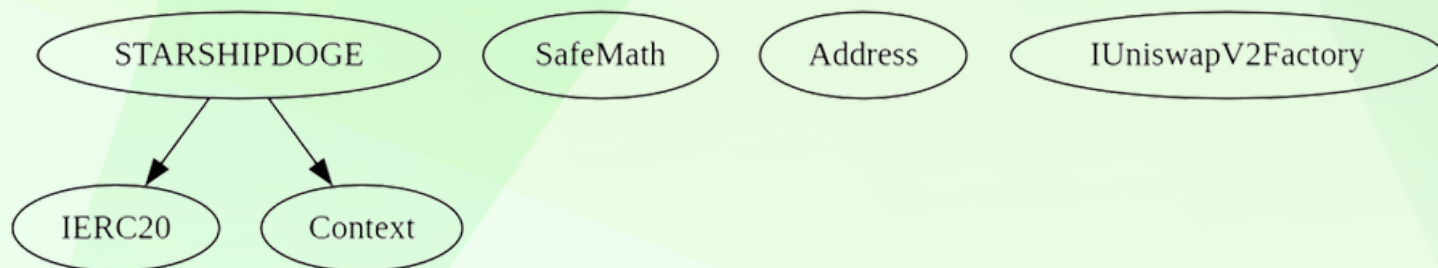 STARSHIPDOGE SafeMath Address IUniswapV2Factory
IERC20 Context